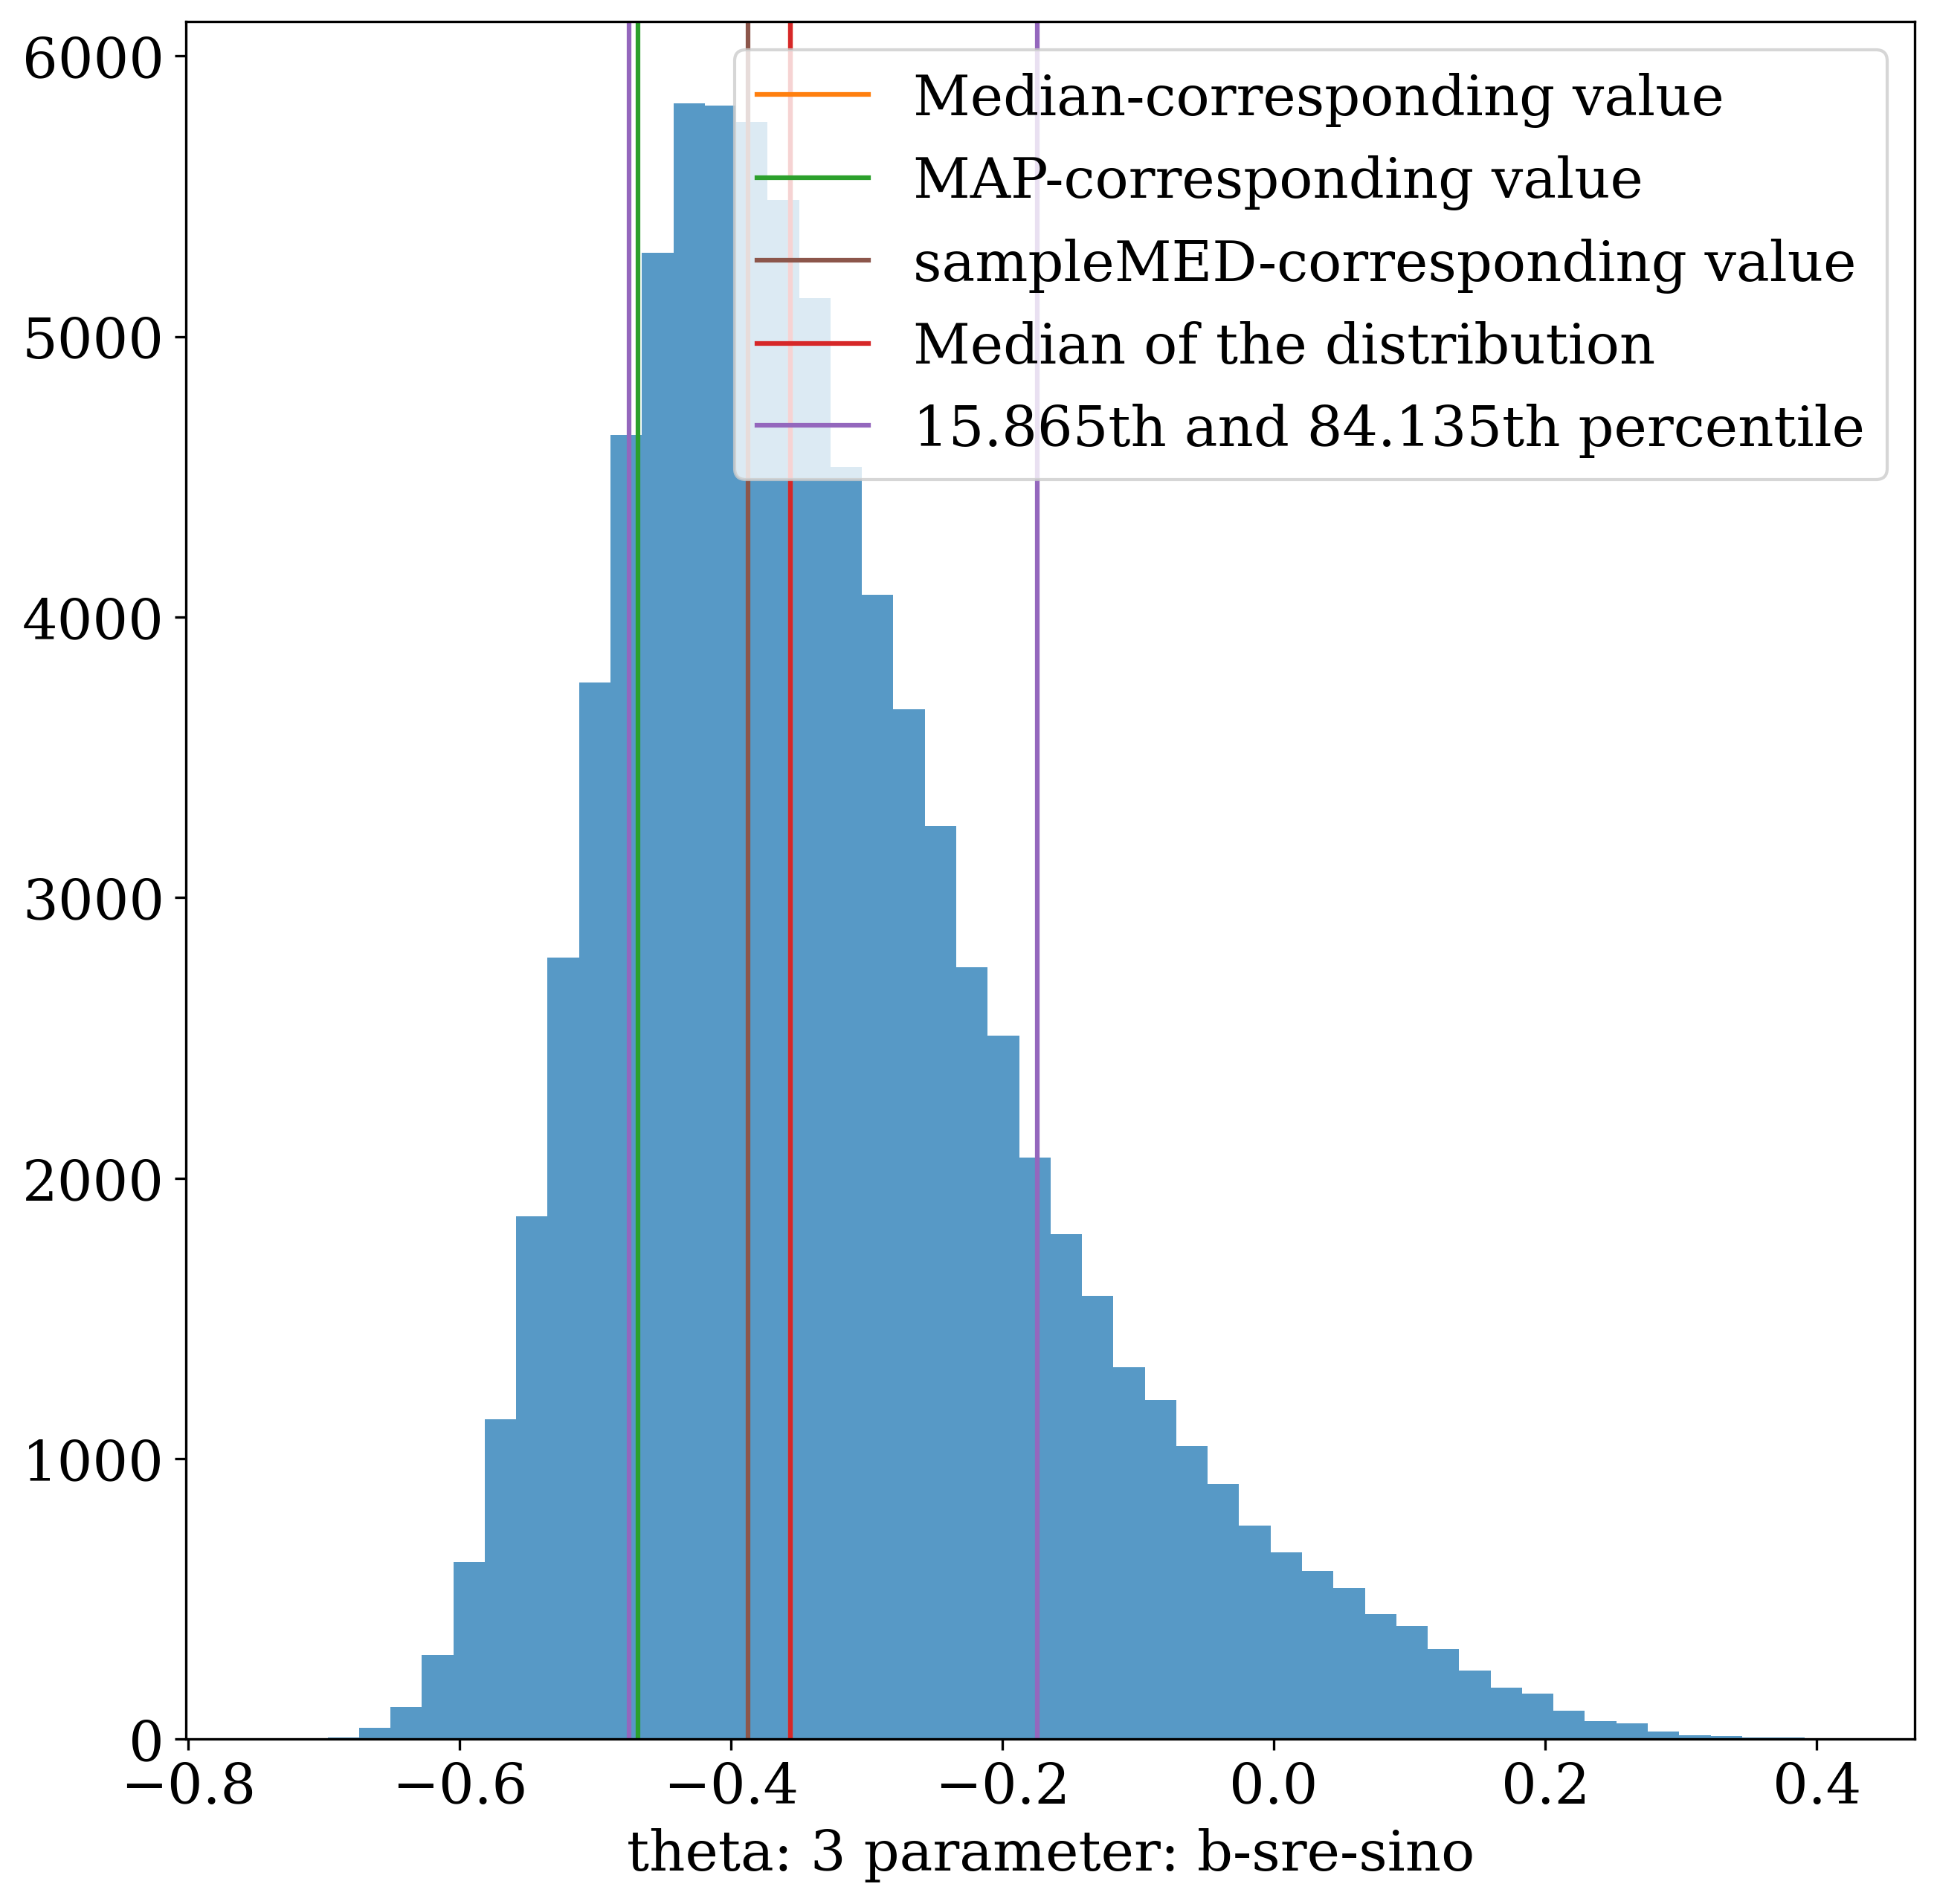 6000
5000
4000
3000
2000
1000
0
Median-corresponding value
MAP-corresponding value
sampleMED-corresponding value
Median of the distribution
15.865th and 84.135th percentile
−0.8 −0.6 −0.4 −0.2 0.0 0.2 0.4
theta: 3 parameter: b-sre-sino